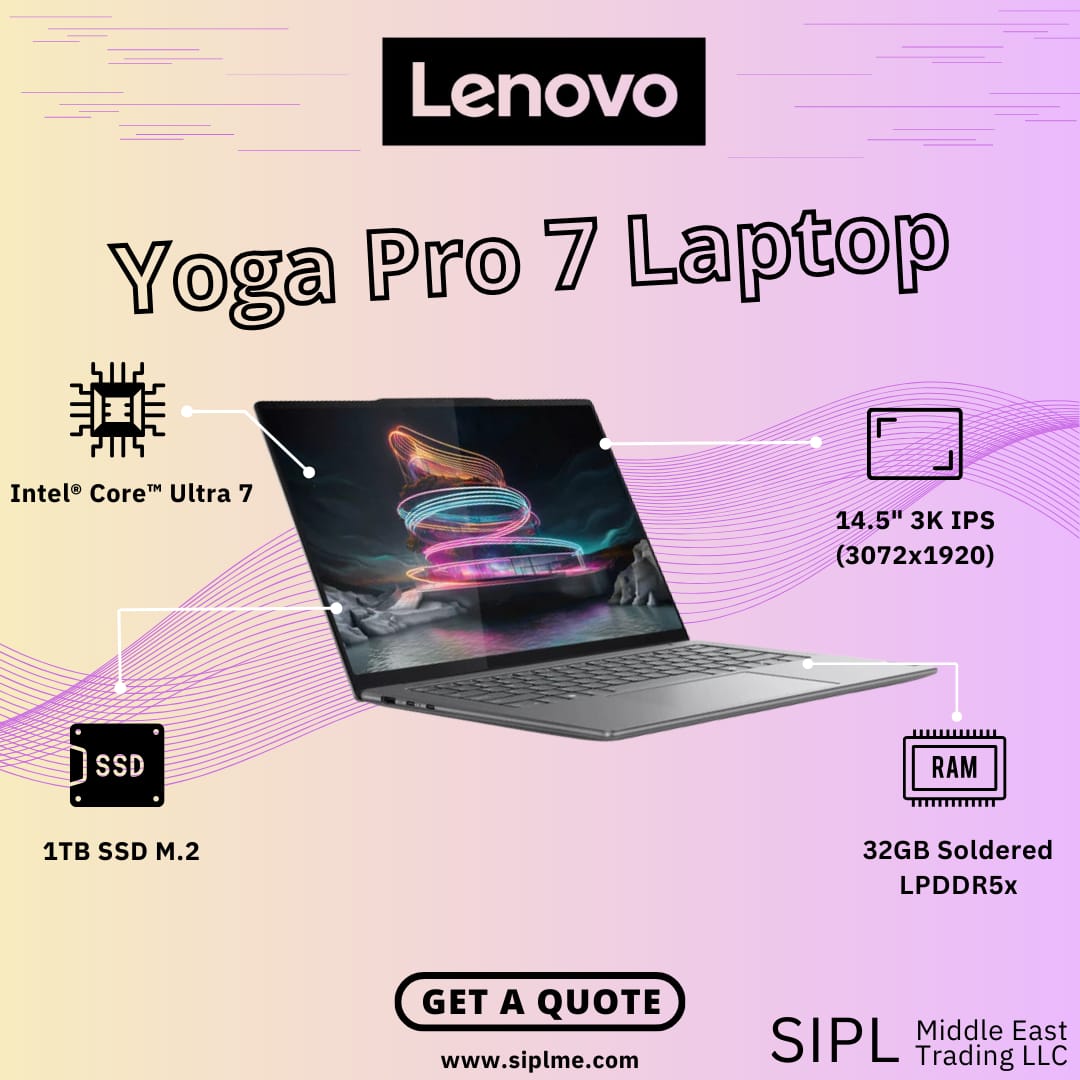 Lenovo
Yoga Pro 7 Laptop
Intel® Core™ Ultra 7
14.5" 3K IPS
(3072x1920)
SSD
1TB SSD M.2
RAM
32GB Soldered
LPDDR5x
GET A QUOTE
www.siplme.com
SIPL
Middle East
Trading LLC